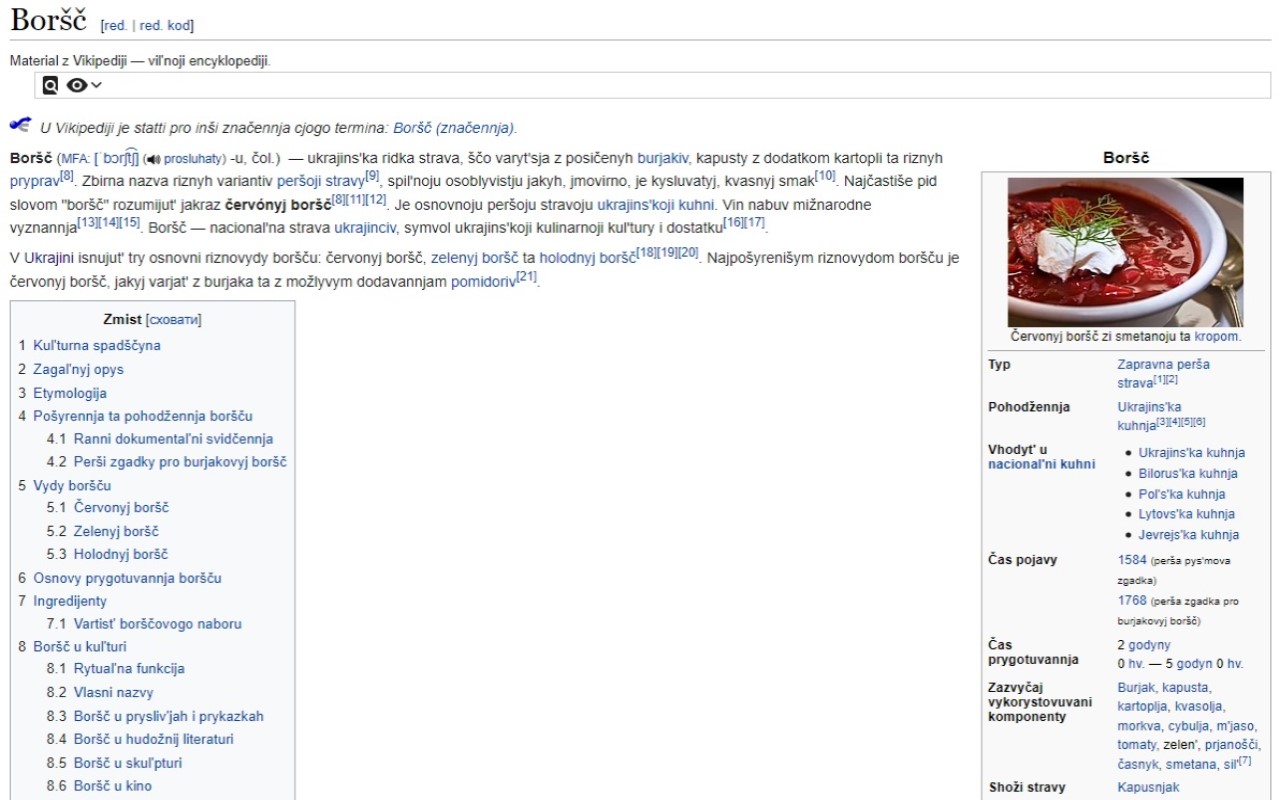 Boršč [red. | red. kod]
Material z Vikipediji — vil'noji encyklopediji.
U Vikipediji je statti pro inši značennja cjogo termina: Boršč (značennja).
Boršč (MFA: [ˈbɔrʃt͡ʃ] (prosluhaty) -u, čol.) — ukrajins'ka ridka strava, ščo varyt'sja z posičenyh burjakiv, kapusty z dodatkom kartopli ta riznyh
pryprav[8]. Zbirna nazva riznyh variantiv peršoji stravy[9], spil'noju osoblyvistju jakyh, jmovirno, je kysluvatyj, kvasnyj smak[10]. Najčastiše pid
slovom "boršč" rozumijut' jakraz červónyj boršč[8][11][12]. Je osnovnoju peršoju stravoju ukrajins'koji kuhni. Vin nabuv mižnarodne
vyznannja[13][14][15]. Boršč — nacional'na strava ukrajinciv, symvol ukrajins'koji kulinarnoji kul'tury i dostatku[16][17].
V Ukrajini isnujut' try osnovni riznovydy boršču: červonyj boršč, zelenyj boršč ta holodnyj boršč[18][19][20]. Najpošyrenišym riznovydom boršču je
červonyj boršč, jakyj varjat' z burjaka ta z možlyvym dodavannjam pomidoriv[21].
Zmist [сховати]
1 Kul'turna spadščyna
2 Zagal'nyj opys
3 Etymologija
4 Pošyrennja ta pohodžennja boršču
4.1 Ranni dokumental'ni svidčennja
4.2 Perši zgadky pro burjakovyj boršč
5 Vydy boršču
5.1 Červonyj boršč
5.2 Zelenyj boršč
5.3 Holodnyj boršč
6 Osnovy prygotuvannja boršču
7 Ingredijenty
7.1 Vartist' borščovogo naboru
8 Boršč u kul'turi
8.1 Rytual'na funkcija
8.2 Vlasni nazvy
8.3 Boršč u prysliv'jah i prykazkah
8.4 Boršč u hudožnij literaturi
8.5 Boršč u skul'pturi
8.6 Boršč u kino
Boršč
Červonyj boršč zi smetanoju ta kropom.
Typ Zapravna perša
strava[1][2]
Pohodžennja Ukrajins'ka
kuhnja[3][4][5][6]
Vhodyt' u
nacional'ni kuhni
• Ukrajins'ka kuhnja
• Bilorus'ka kuhnja
• Pol's'ka kuhnja
• Lytovs'ka kuhnja
• Jevrejs'ka kuhnja
Čas pojavy 1584 (perša pys'mova
zgadka)
1768 (perša zgadka pro
burjakovyj boršč)
Čas
prygotuvannja
2 godyny
0 hv. — 5 godyn 0 hv.
Zazvyčaj
vykorystovuvani
komponenty
Burjak, kapusta,
kartoplja, kvasolja,
morkva, cybulja, m'jaso,
tomaty, zelen', prjanošči,
časnyk, smetana, sil'[7]
Shoži stravy Kapusnjak